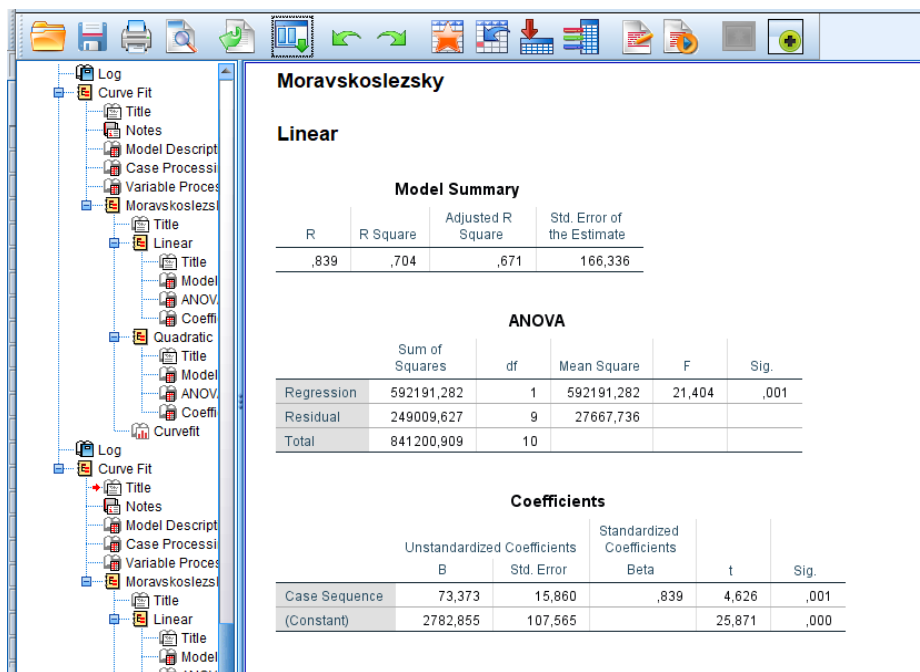 Log
Curve Fit
Title
Notes
Model Descript
Case Processi
Variable Proces
Moravskoslezsl
Title
Linear
Title
Model
ANOV.
Coeffi
Quadratic
Title
Model
ANOV.
Coeffi
Curvefit
Log
Curve Fit
Title
Notes
Model Descript
Case Processi
Variable Proces
Moravskoslezsl
Title
Linear
Title
Model
Moravskoslezsky
Linear
Model Summary
R R Square Adjusted R Square Std. Error of the Estimate
,839 ,704 ,671 166,336
ANOVA
Sum of Squares df Mean Square F Sig.
Regression 592191,282 1 592191,282 21,404 ,001
Residual 249009,627 9 27667,736
Total 841200,909 10
Coefficients
Unstandardized Coefficients Standardized Coefficients
B Std. Error Beta t Sig.
Case Sequence 73,373 15,860 ,839 4,626 ,001
(Constant) 2782,855 107,565 25,871 ,000